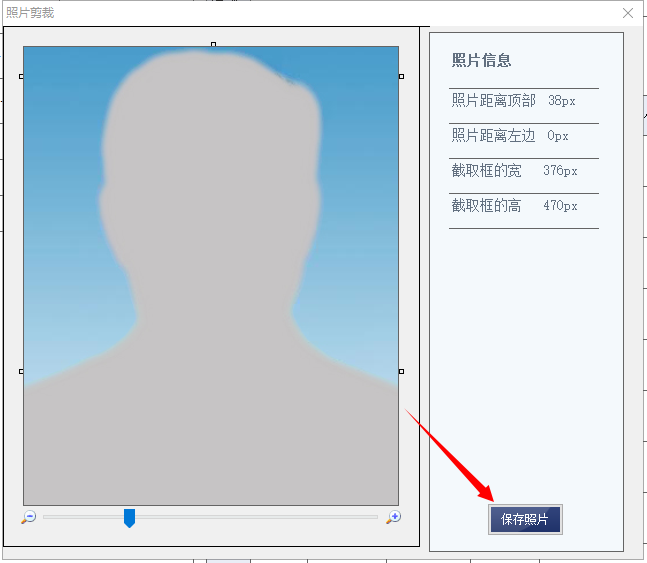 照片剪裁
照片信息
照片距离顶部 38px
照片距离左边 0px
截取框的宽 376px
截取框的高 470px
保存照片